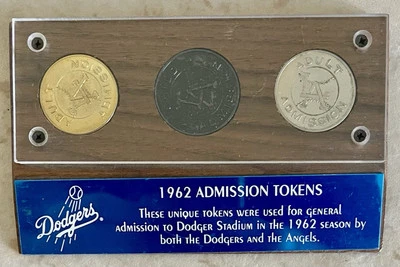 ADULT ADMISSION
LA
ADULT ADMISSION
Dodgers
1962 ADMISSION TOKENS
These unique tokens were used for general
admission to Dodger Stadium in the 1962 season by
both the Dodgers and the Angels.